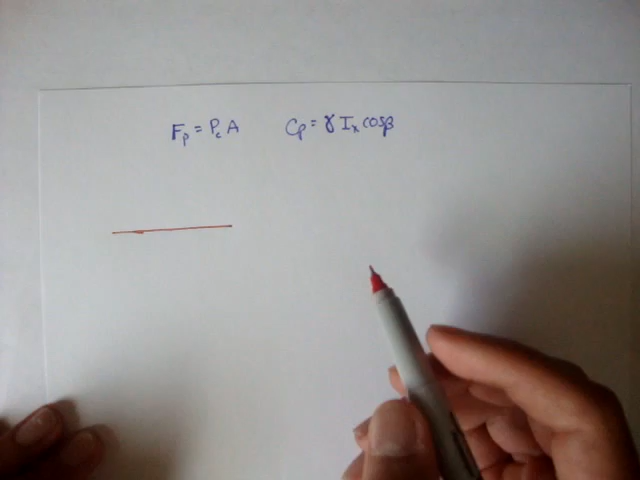 Fp = Pc A    Cp = γ Ix cosβ